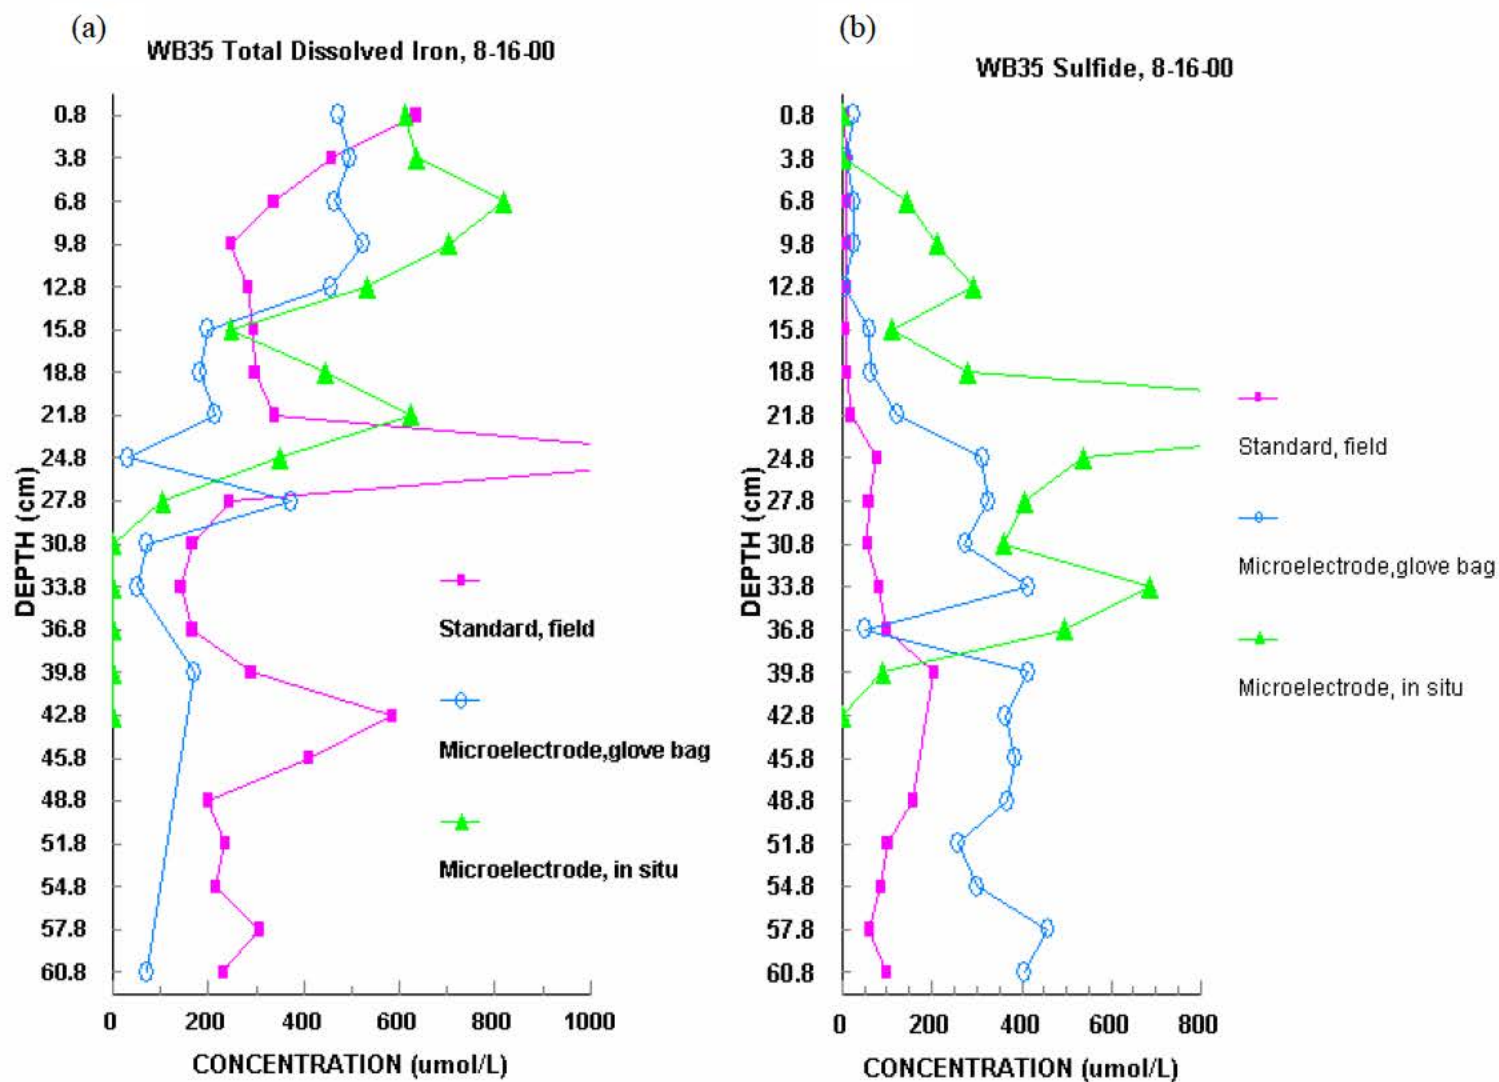 (a)
WB35 Total Dissolved Iron, 8-16-00
0.8
3.8
6.8
9.8
12.8
15.8
18.8
21.8
24.8
27.8
30.8
33.8
36.8
39.8
42.8
45.8
48.8
51.8
54.8
57.8
60.8
DEPTH (cm)
Standard, field
Microelectrode,glove bag
Microelectrode, in situ
0 200 400 600 800 1000
CONCENTRATION (umol/L)
(b)
WB35 Sulfide, 8-16-00
0.8
3.8
6.8
9.8
12.8
15.8
18.8
21.8
24.8
27.8
30.8
33.8
36.8
39.8
42.8
45.8
48.8
51.8
54.8
57.8
60.8
DEPTH (cm)
Standard, field
Microelectrode,glove bag
Microelectrode, in situ
0 200 400 600 800
CONCENTRATION (umol/L)